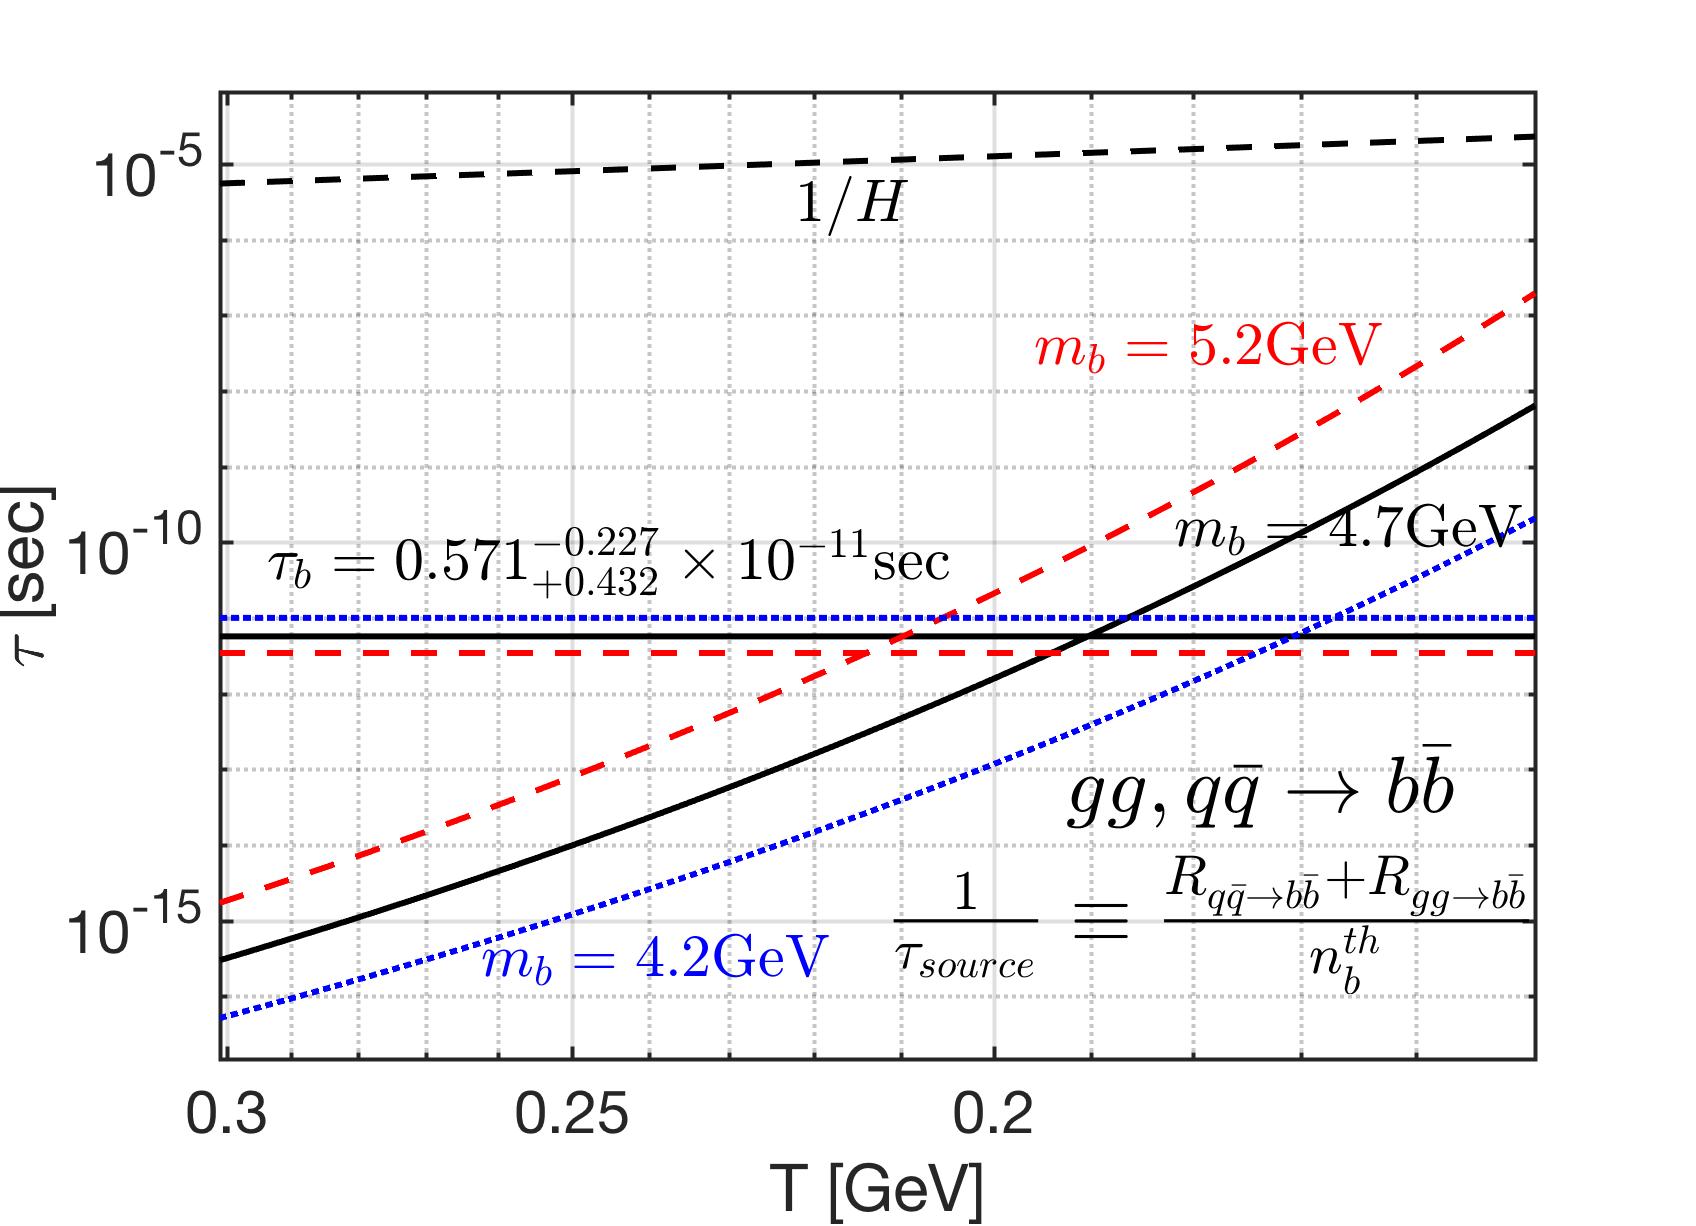 10^-5
1/H
m_b = 5.2GeV
m_b = 4.7GeV
τ_b = 0.571^{−0.227}_{+0.432} × 10^{−11}sec
10^-10
τ [sec]
gg, qq̄ → bb̄
1/τ_source ≡ (R_{qq̄→bb̄}+R_{gg→bb̄})/n_b^{th}
10^-15
m_b = 4.2GeV
0.3 0.25 0.2
T [GeV]